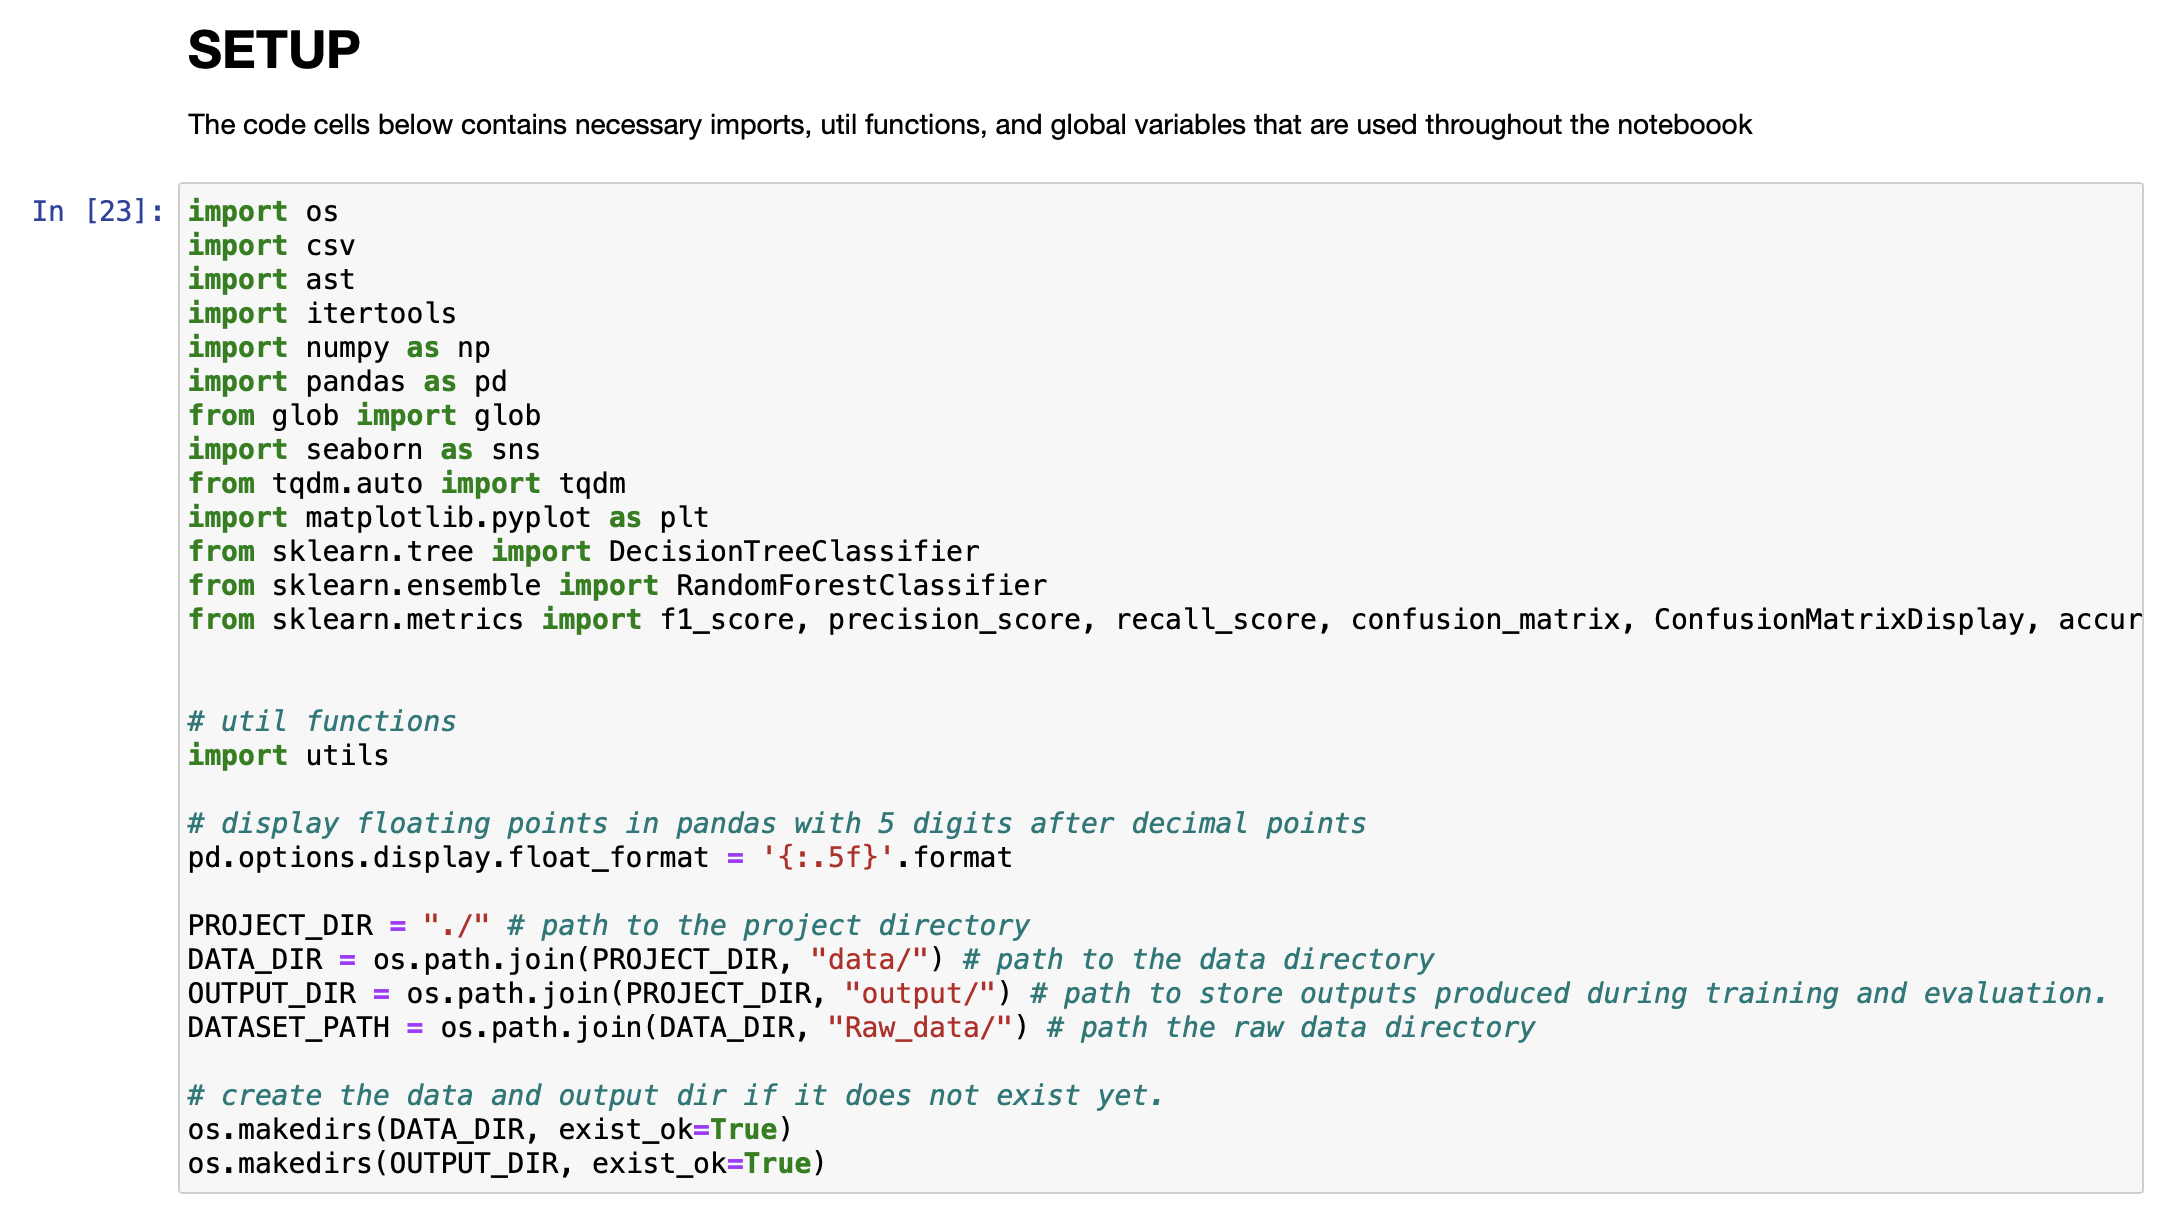 SETUP
The code cells below contains necessary imports, util functions, and global variables that are used throughout the noteboook
In [23]:
import os
import csv
import ast
import itertools
import numpy as np
import pandas as pd
from glob import glob
import seaborn as sns
from tqdm.auto import tqdm
import matplotlib.pyplot as plt
from sklearn.tree import DecisionTreeClassifier
from sklearn.ensemble import RandomForestClassifier
from sklearn.metrics import f1_score, precision_score, recall_score, confusion_matrix, ConfusionMatrixDisplay, accur
# util functions
import utils
# display floating points in pandas with 5 digits after decimal points
pd.options.display.float_format = '{:.5f}'.format
PROJECT_DIR = "./" # path to the project directory
DATA_DIR = os.path.join(PROJECT_DIR, "data/") # path to the data directory
OUTPUT_DIR = os.path.join(PROJECT_DIR, "output/") # path to store outputs produced during training and evaluation.
DATASET_PATH = os.path.join(DATA_DIR, "Raw_data/") # path the raw data directory
# create the data and output dir if it does not exist yet.
os.makedirs(DATA_DIR, exist_ok=True)
os.makedirs(OUTPUT_DIR, exist_ok=True)